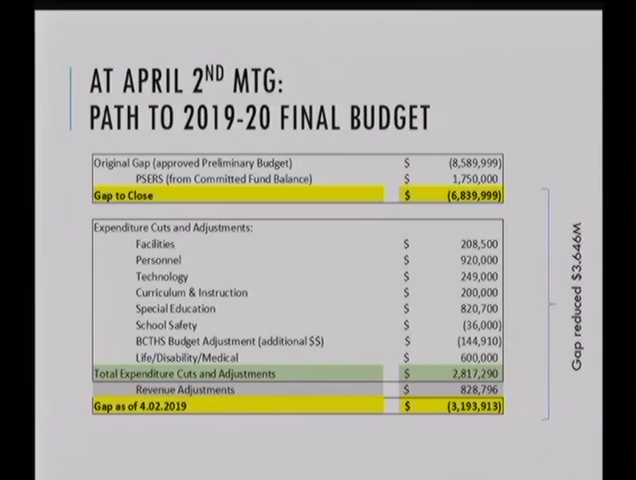 AT APRIL 2ND MTG:
PATH TO 2019-20 FINAL BUDGET
Original Gap (approved Preliminary Budget) $ (8,589,999)
PSERS (from Committed Fund Balance) $ 1,750,000
Gap to Close $ (6,839,999)
Expenditure Cuts and Adjustments:
Facilities $ 208,500
Personnel $ 920,000
Technology $ 249,000
Curriculum & Instruction $ 200,000
Special Education $ 820,700
School Safety $ (36,000)
BCTHS Budget Adjustment (additional $$) $ (144,910)
Life/Disability/Medical $ 600,000
Total Expenditure Cuts and Adjustments $ 2,817,290
Revenue Adjustments $ 828,796
Gap as of 4.02.2019 $ (3,193,913)
Gap reduced $3.646M